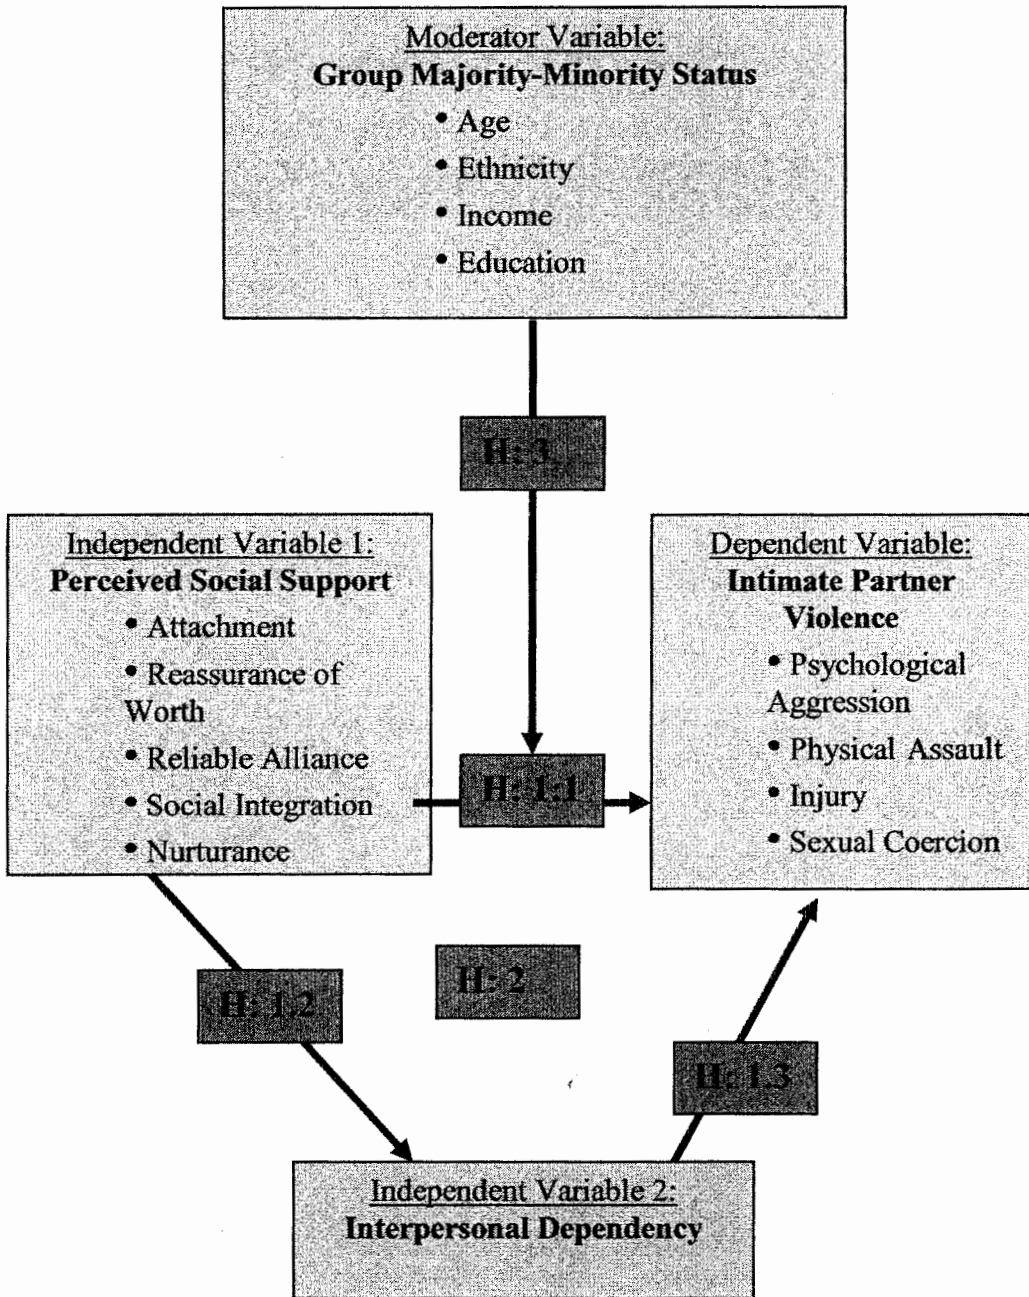 Moderator Variable:
Group Majority-Minority Status
• Age
• Ethnicity
• Income
• Education
H: 3
Independent Variable 1:
Perceived Social Support
• Attachment
• Reassurance of
Worth
• Reliable Alliance
• Social Integration
• Nurturance
H: 1.1
Dependent Variable:
Intimate Partner
Violence
• Psychological
Aggression
• Physical Assault
• Injury
• Sexual Coercion
H: 1.2
H: 2
H: 1.3
Independent Variable 2:
Interpersonal Dependency